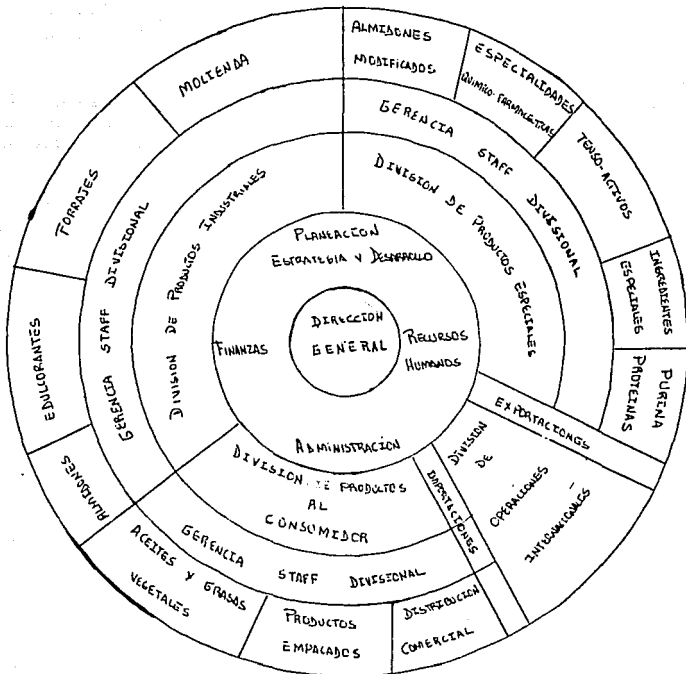 DIRECCION
GENERAL
PLANEACION
ESTRATEGIA Y DESARROLLO
FINANZAS
RECURSOS
HUMANOS
ADMINISTRACIÓN
DIVISION DE PRODUCTOS INDUSTRIALES
GERENCIA STAFF DIVISIONAL
ALMIDONES
EDULCORANTES
FORRAJES
MOLIENDA
DIVISION DE PRODUCTOS ESPECIALES
GERENCIA STAFF DIVISIONAL
ALMIDONES
MODIFICADOS
ESPECIALIDADES
QUIMICO-FARMACEUTICAS
TENSO-ACTIVOS
INGREDIENTES
ESPECIALES
PURINA
PROTEINAS
EXPORTACIONES
DIVISION
DE
OPERACIONES
INTERNACIONALES
IMPORTACIONES
DIVISION DE PRODUCTOS
AL
CONSUMIDOR
GERENCIA STAFF DIVISIONAL
ACEITES Y GRASAS
VEGETALES
PRODUCTOS
EMPACADOS
DISTRIBUCION
COMERCIAL